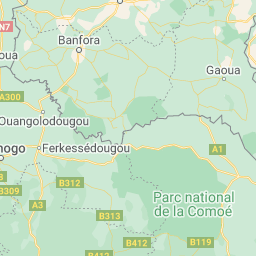 N7
Banfora
oua
Gaoua
A300
Ouangolodougou
nogo
Ferkessédougou
A1
B312
B309
A3
B313
Parc national
de la Comoé
B412
B412
B119